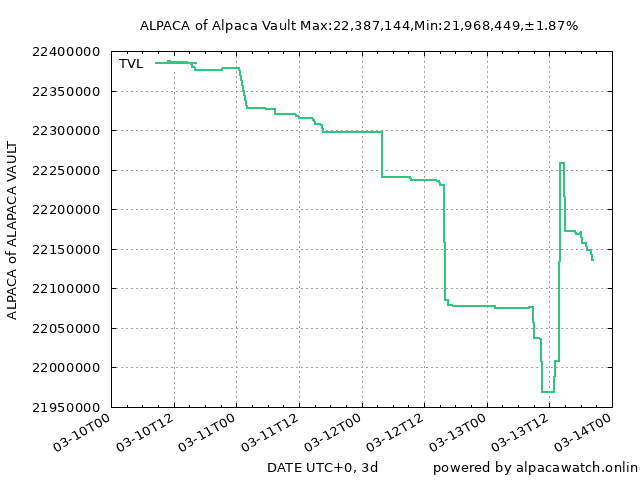 ALPACA of Alpaca Vault Max:22,387,144,Min:21,968,449,±1.87%
TVL
ALPACA of ALAPACA VAULT
22400000
22350000
22300000
22250000
22200000
22150000
22100000
22050000
22000000
21950000
03-10T00
03-10T12
03-11T00
03-11T12
03-12T00
03-12T12
03-13T00
03-13T12
03-14T00
DATE UTC+0, 3d
powered by alpacawatch.online